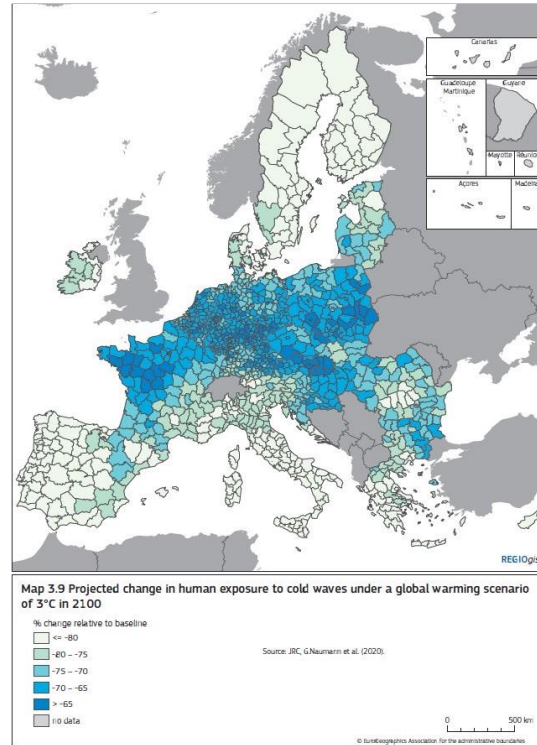 Canarias
Guadeloupe
Martinique
Guyane
Mayotte
Réunion
Açores
Madeira
REGIOgis
Map 3.9 Projected change in human exposure to cold waves under a global warming scenario
of 3°C in 2100
% change relative to baseline
<= -80
-80 – -75
-75 – -70
-70 – -65
> -65
no data
Source: JRC, G.Naumann et al. (2020).
0 500 km
© EuroGeographics Association for the administrative boundaries